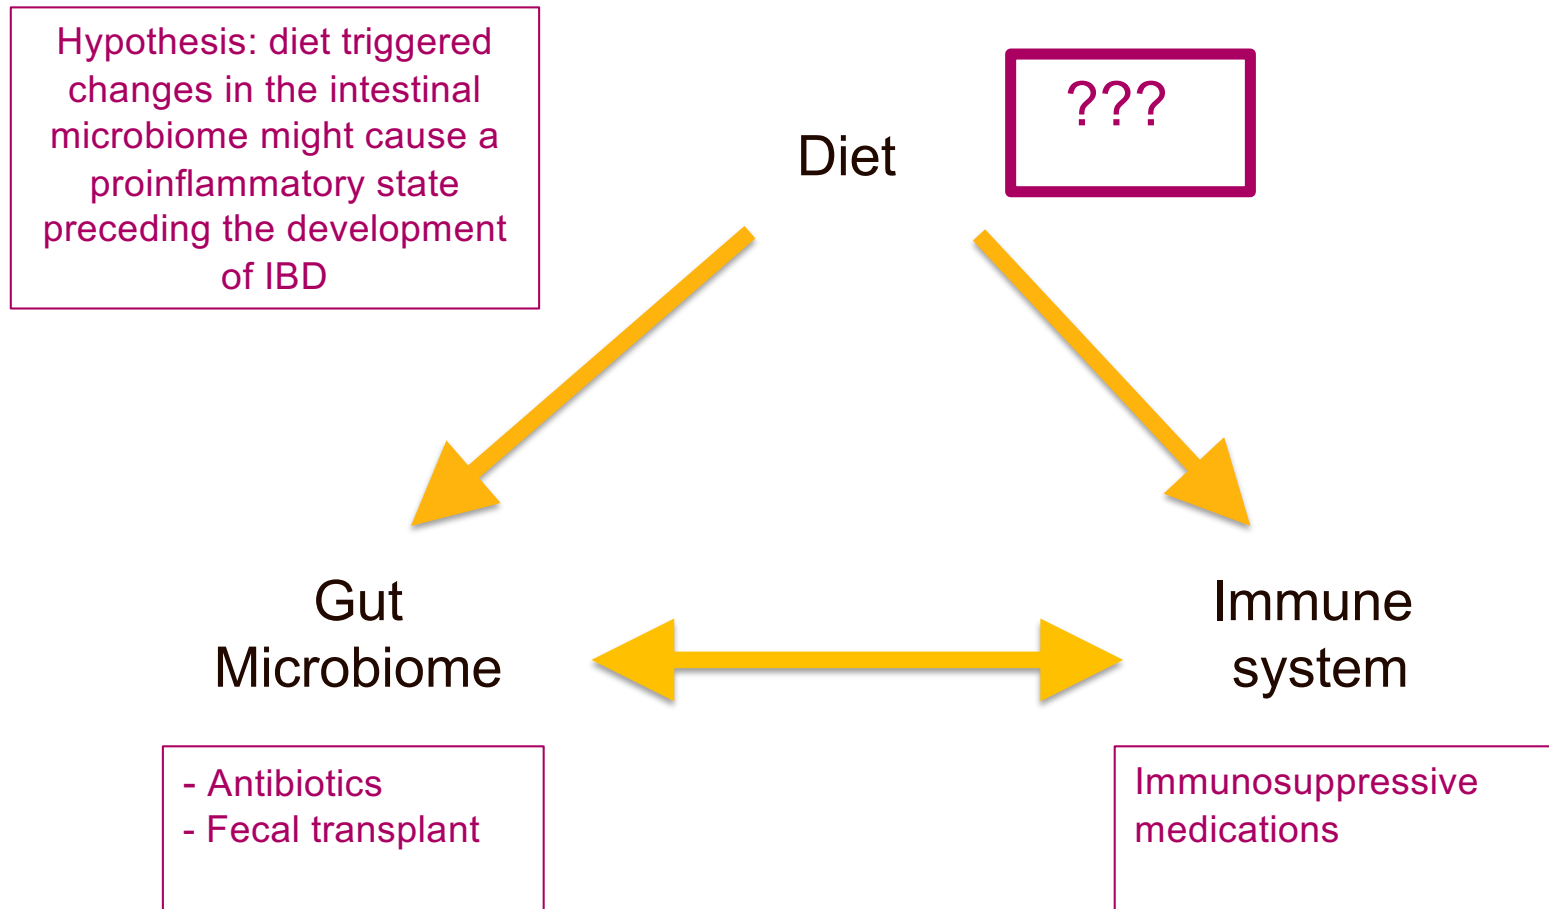 Hypothesis: diet triggered
changes in the intestinal
microbiome might cause a
proinflammatory state
preceding the development
of IBD
???
Diet
Gut
Microbiome
Immune
system
- Antibiotics
- Fecal transplant
Immunosuppressive
medications